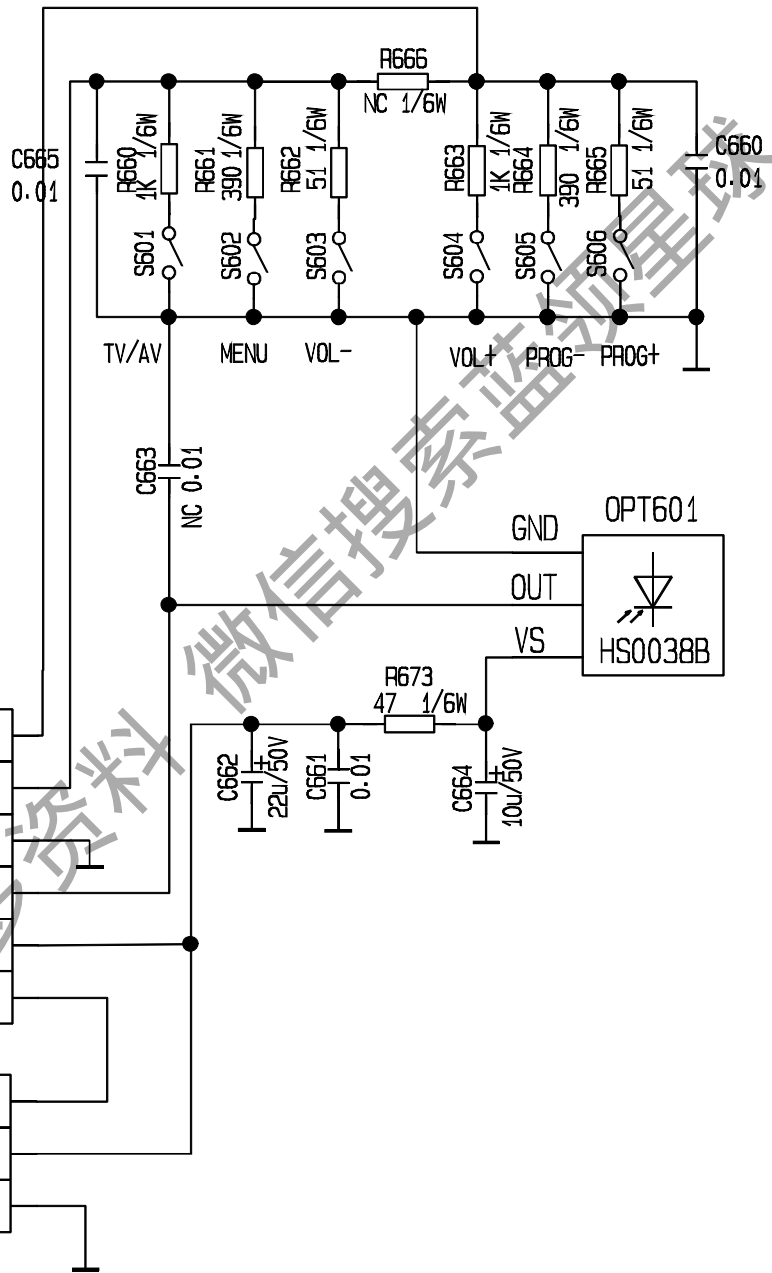 R666
NC 1/6W
C665
0.01
R660
1K 1/6W
R661
390 1/6W
R662
51 1/6W
R663
1K 1/6W
R664
390 1/6W
R665
51 1/6W
C660
0.01
S601
S602
S603
S604
S605
S606
TV/AV
MENU
VOL-
VOL+
PROG-
PROG+
C663
NC 0.01
OPT601
GND
OUT
VS
HS0038B
R673
47 1/6W
C662
22u/50V
C661
0.01
C664
10u/50V
资料 微信搜索蓝领星球